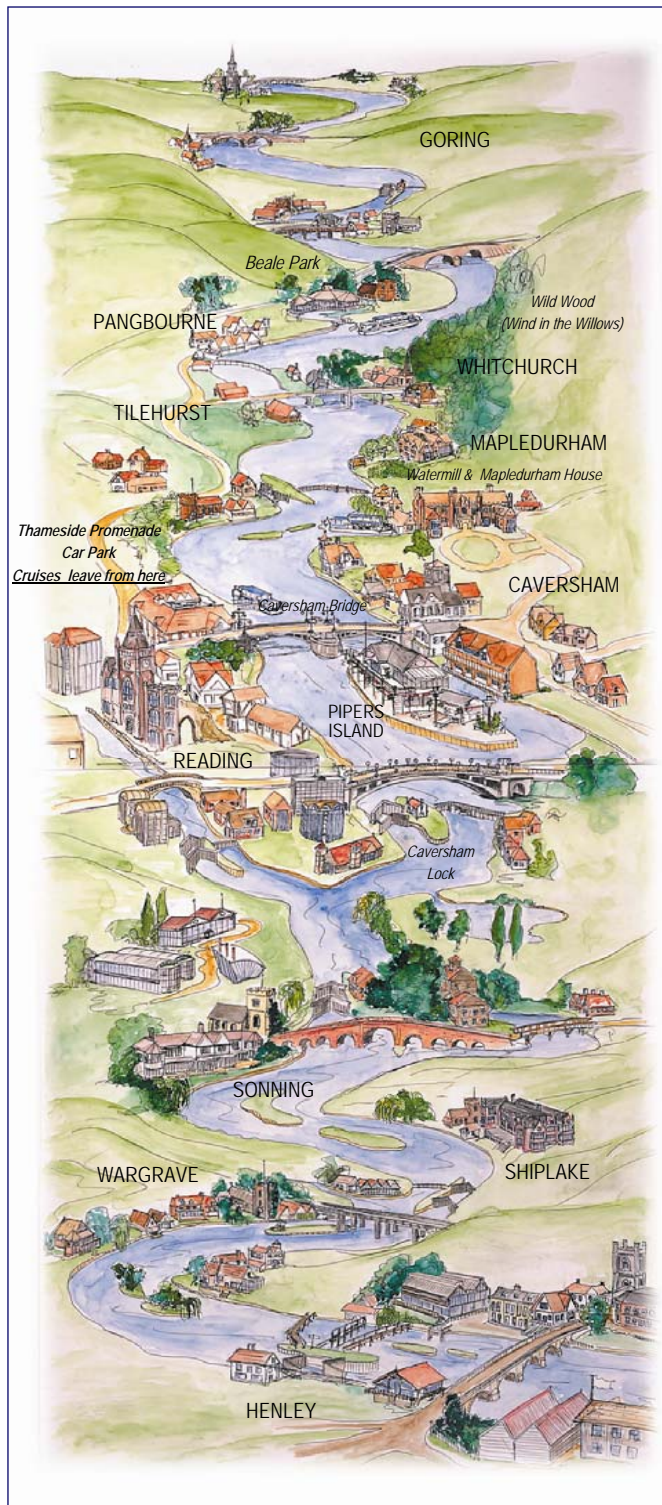 GORING
Beale Park
Wild Wood
(Wind in the Willows)
PANGBOURNE
WHITCHURCH
TILEHURST
MAPLEDURHAM
Watermill & Mapledurham House
Thameside Promenade
Car Park
Cruises leave from here
CAVERSHAM
Caversham Bridge
PIPERS
ISLAND
READING
Caversham
Lock
SONNING
WARGRAVE
SHIPLAKE
HENLEY